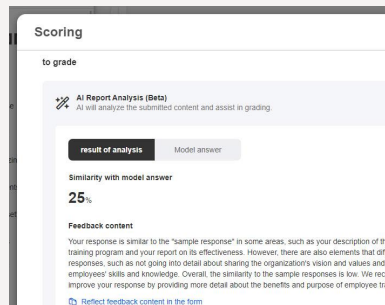 Scoring
to grade
AI Report Analysis (Beta)
AI will analyze the submitted content and assist in grading.
result of analysis
Model answer
Similarity with model answer
25%
Feedback content
Your response is similar to the "sample response" in some areas, such as your description of th
training program and your report on its effectiveness. However, there are also elements that dif
responses, such as not going into detail about sharing the organization's vision and values and
employees' skills and knowledge. Overall, the similarity to the sample responses is low. We rec
improve your response by providing more detail about the benefits and purpose of employee tra
Reflect feedback content in the form